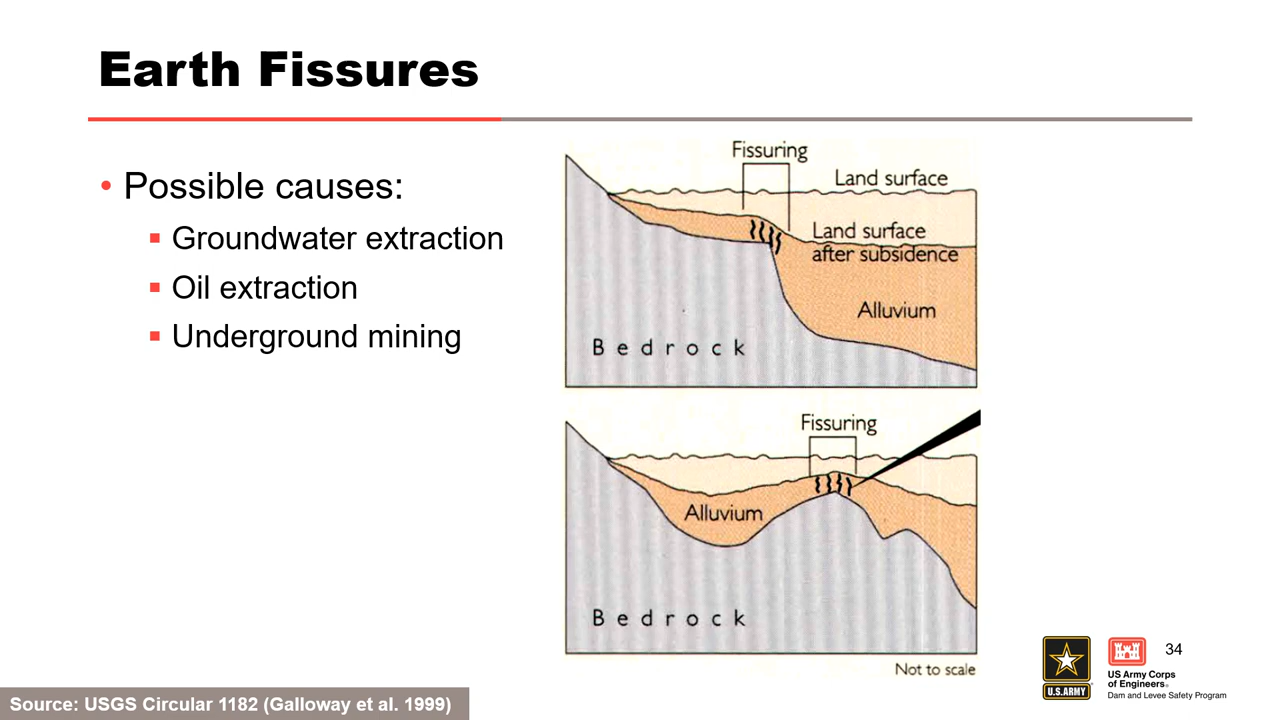 Earth Fissures
• Possible causes:
▪ Groundwater extraction
▪ Oil extraction
▪ Underground mining
Fissuring
Land surface
Land surface
after subsidence
Alluvium
Bedrock
Fissuring
Alluvium
Bedrock
Not to scale
U.S.ARMY
US Army Corps
of Engineers®
Dam and Levee Safety Program
34
Source: USGS Circular 1182 (Galloway et al. 1999)